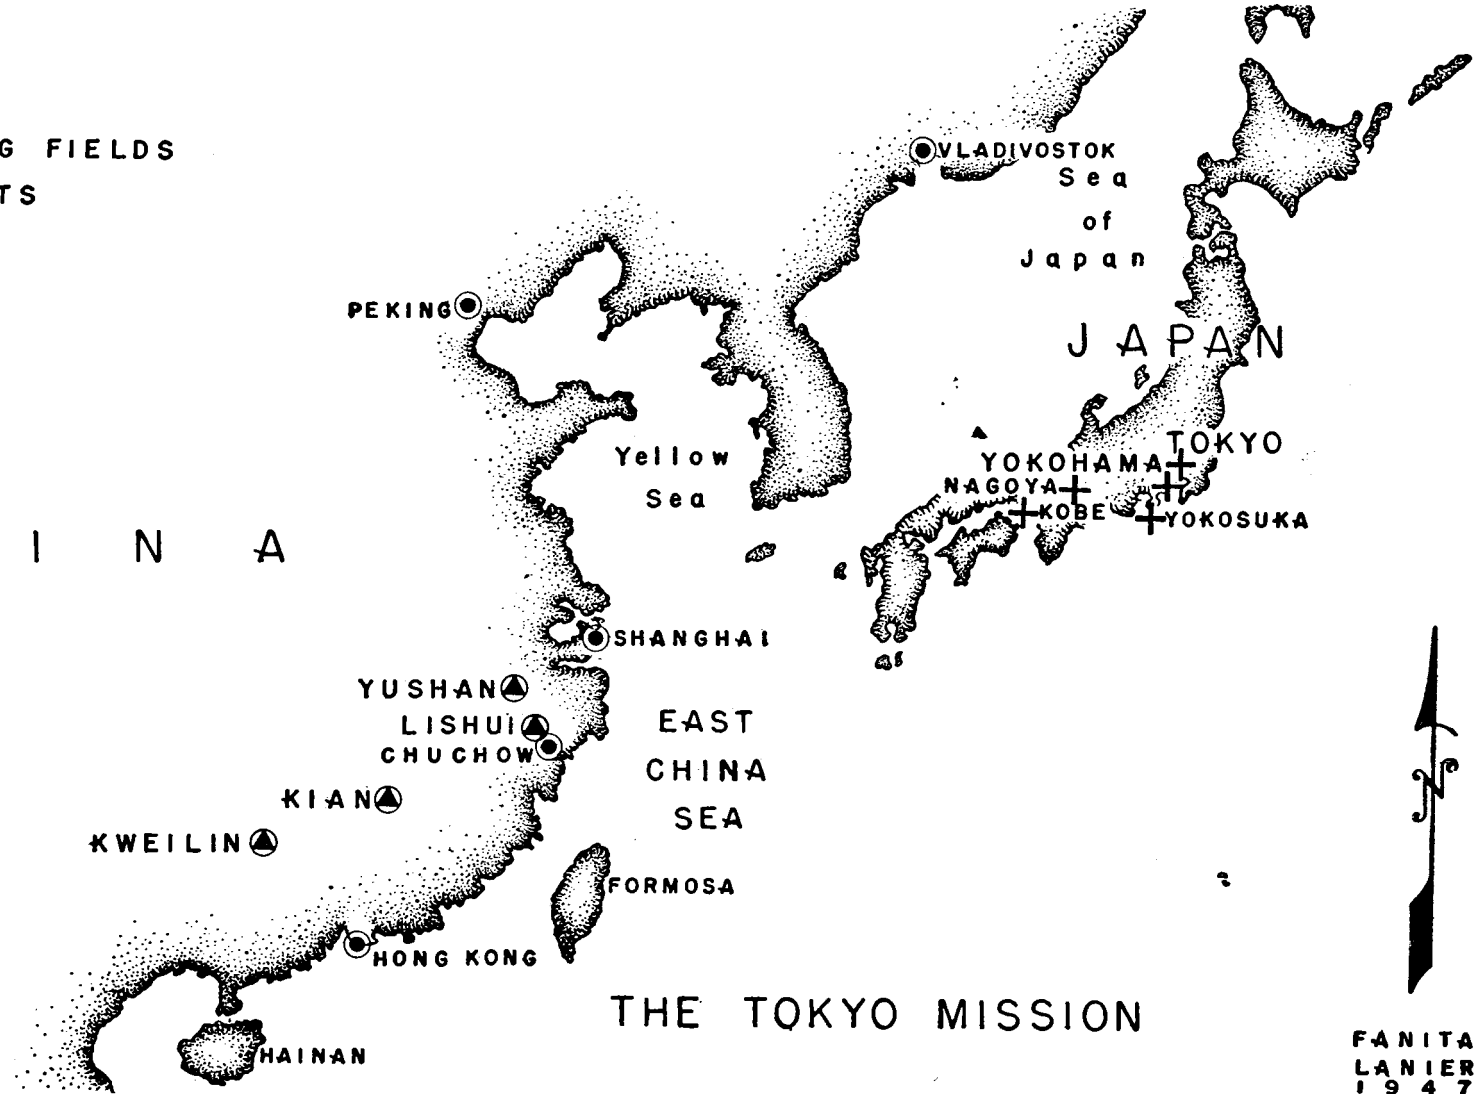 G FIELDS
TS
VLADIVOSTOK
Sea
of
Japan
PEKING
JAPAN
TOKYO
YOKOHAMA
NAGOYA
KOBE
YOKOSUKA
Yellow
Sea
INA
SHANGHAI
YUSHAN
LISHUI
CHUCHOW
EAST
CHINA
SEA
KIAN
KWEILIN
FORMOSA
HONG KONG
HAINAN
THE TOKYO MISSION
N
FANITA
LANIER
1947